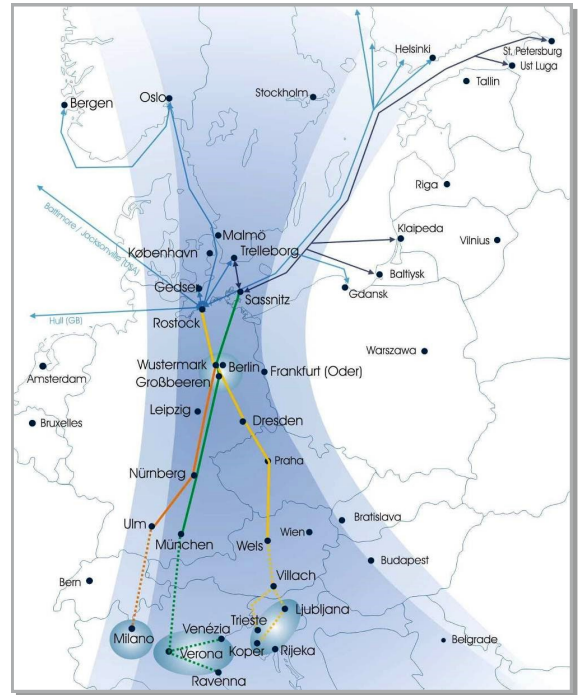 Helsinki
St. Petersburg
Ust Luga
Tallin
Stockholm
Oslo
Bergen
Riga
Baltimore / Jacksonville (USA)
Malmö
København
Trelleborg
Klaipeda
Vilnius
Baltiysk
Gdansk
Gedser
Sassnitz
Rostock
Hull (GB)
Warszawa
Wustermark
Berlin
Großbeeren
Frankfurt (Oder)
Amsterdam
Leipzig
Dresden
Bruxelles
Praha
Nürnberg
Ulm
Bratislava
Wien
München
Wels
Budapest
Bern
Villach
Ljubljana
Trieste
Venézia
Milano
Verona
Koper
Rijeka
Belgrade
Ravenna